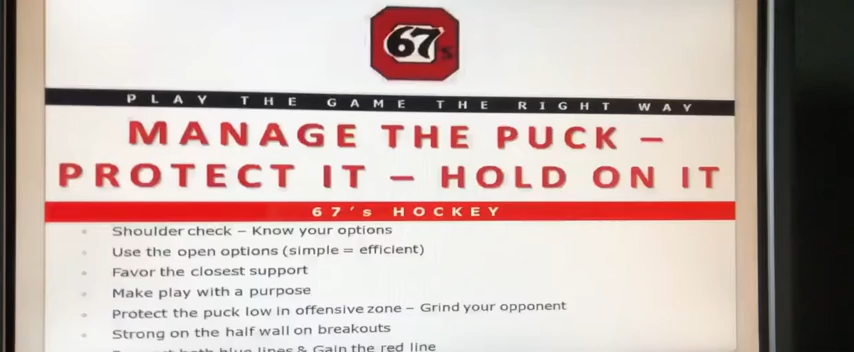 67's
PLAY THE GAME THE RIGHT WAY
MANAGE THE PUCK –
PROTECT IT – HOLD ON IT
67's HOCKEY
Shoulder check – Know your options
Use the open options (simple = efficient)
Favor the closest support
Make play with a purpose
Protect the puck low in offensive zone – Grind your opponent
Strong on the half wall on breakouts
both blue lines & Gain the red line